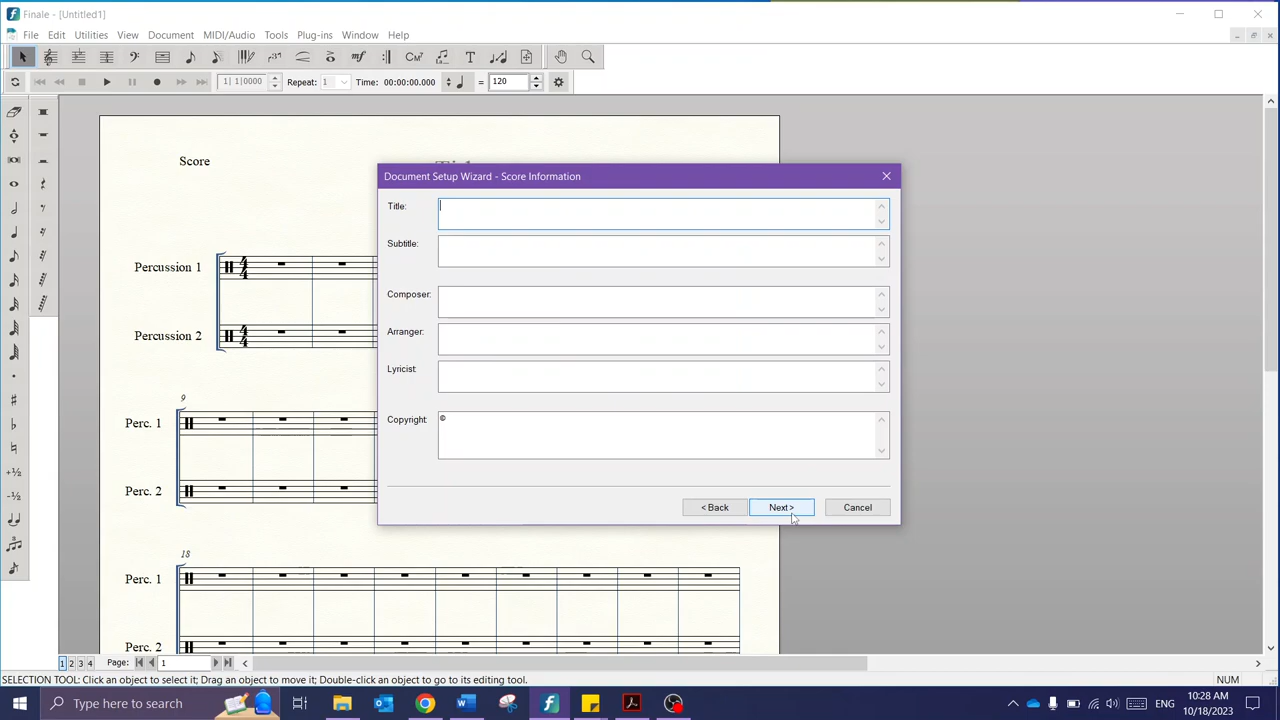 Finale - [Untitled1]
File Edit Utilities View Document MIDI/Audio Tools Plug-ins Window Help
1| 1|0000 Repeat: 1 Time: 00:00:00.000 = 120
Score
Document Setup Wizard - Score Information
Title:
Subtitle:
Composer:
Arranger:
Lyricist:
Copyright: ©
< Back Next > Cancel
Percussion 1
Percussion 2
9
Perc. 1
Perc. 2
18
Perc. 1
Perc. 2
1 2 3 4 Page: 1
SELECTION TOOL: Click an object to select it; Drag an object to move it; Double-click an object to go to its editing tool. NUM
Type here to search
ENG
10:28 AM
10/18/2023